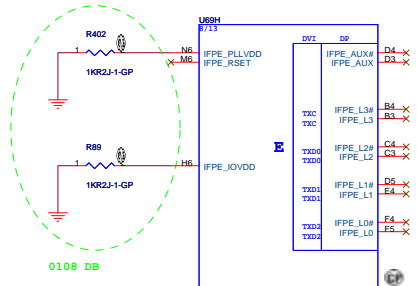 U69H
8/13
R402
1
1KR2J-1-GP
N6
IFPE_PLLVDD
M6
IFPE_RSET
R89
1
1KR2J-1-GP
H6
IFPE_IOVDD
0108 DB
E
DVI
DP
TXC
TXC
TXD0
TXD0
TXD1
TXD1
TXD2
TXD2
IFPE_AUX#
D4
IFPE_AUX
D3
IFPE_L3#
B4
IFPE_L3
B3
IFPE_L2#
C4
IFPE_L2
C3
IFPE_L1#
D5
IFPE_L1
E4
IFPE_L0#
F4
IFPE_L0
F5